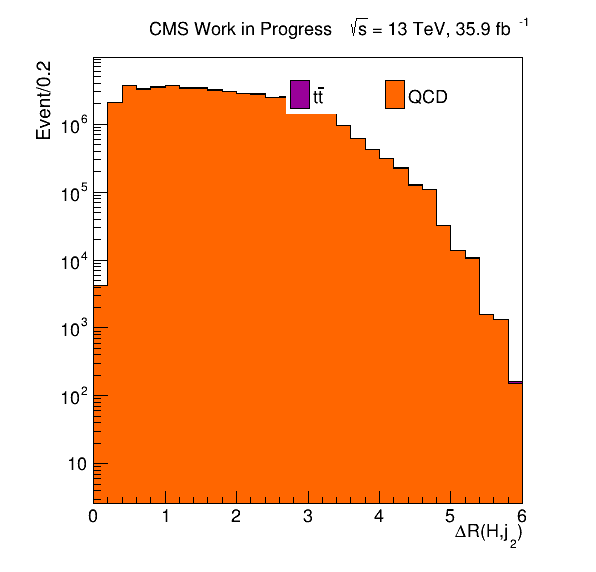 CMS Work in Progress √s = 13 TeV, 35.9 fb⁻¹
Event/0.2
tt̄ QCD
10⁶
10⁵
10⁴
10³
10²
10
0 1 2 3 4 5 6
ΔR(H,j₂)